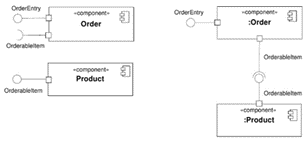 OrderEntry
«component»
Order
OrderableItem
«component»
Product
OrderableItem
OrderEntry
«component»
:Order
OrderableItem
OrderableItem
«component»
:Product